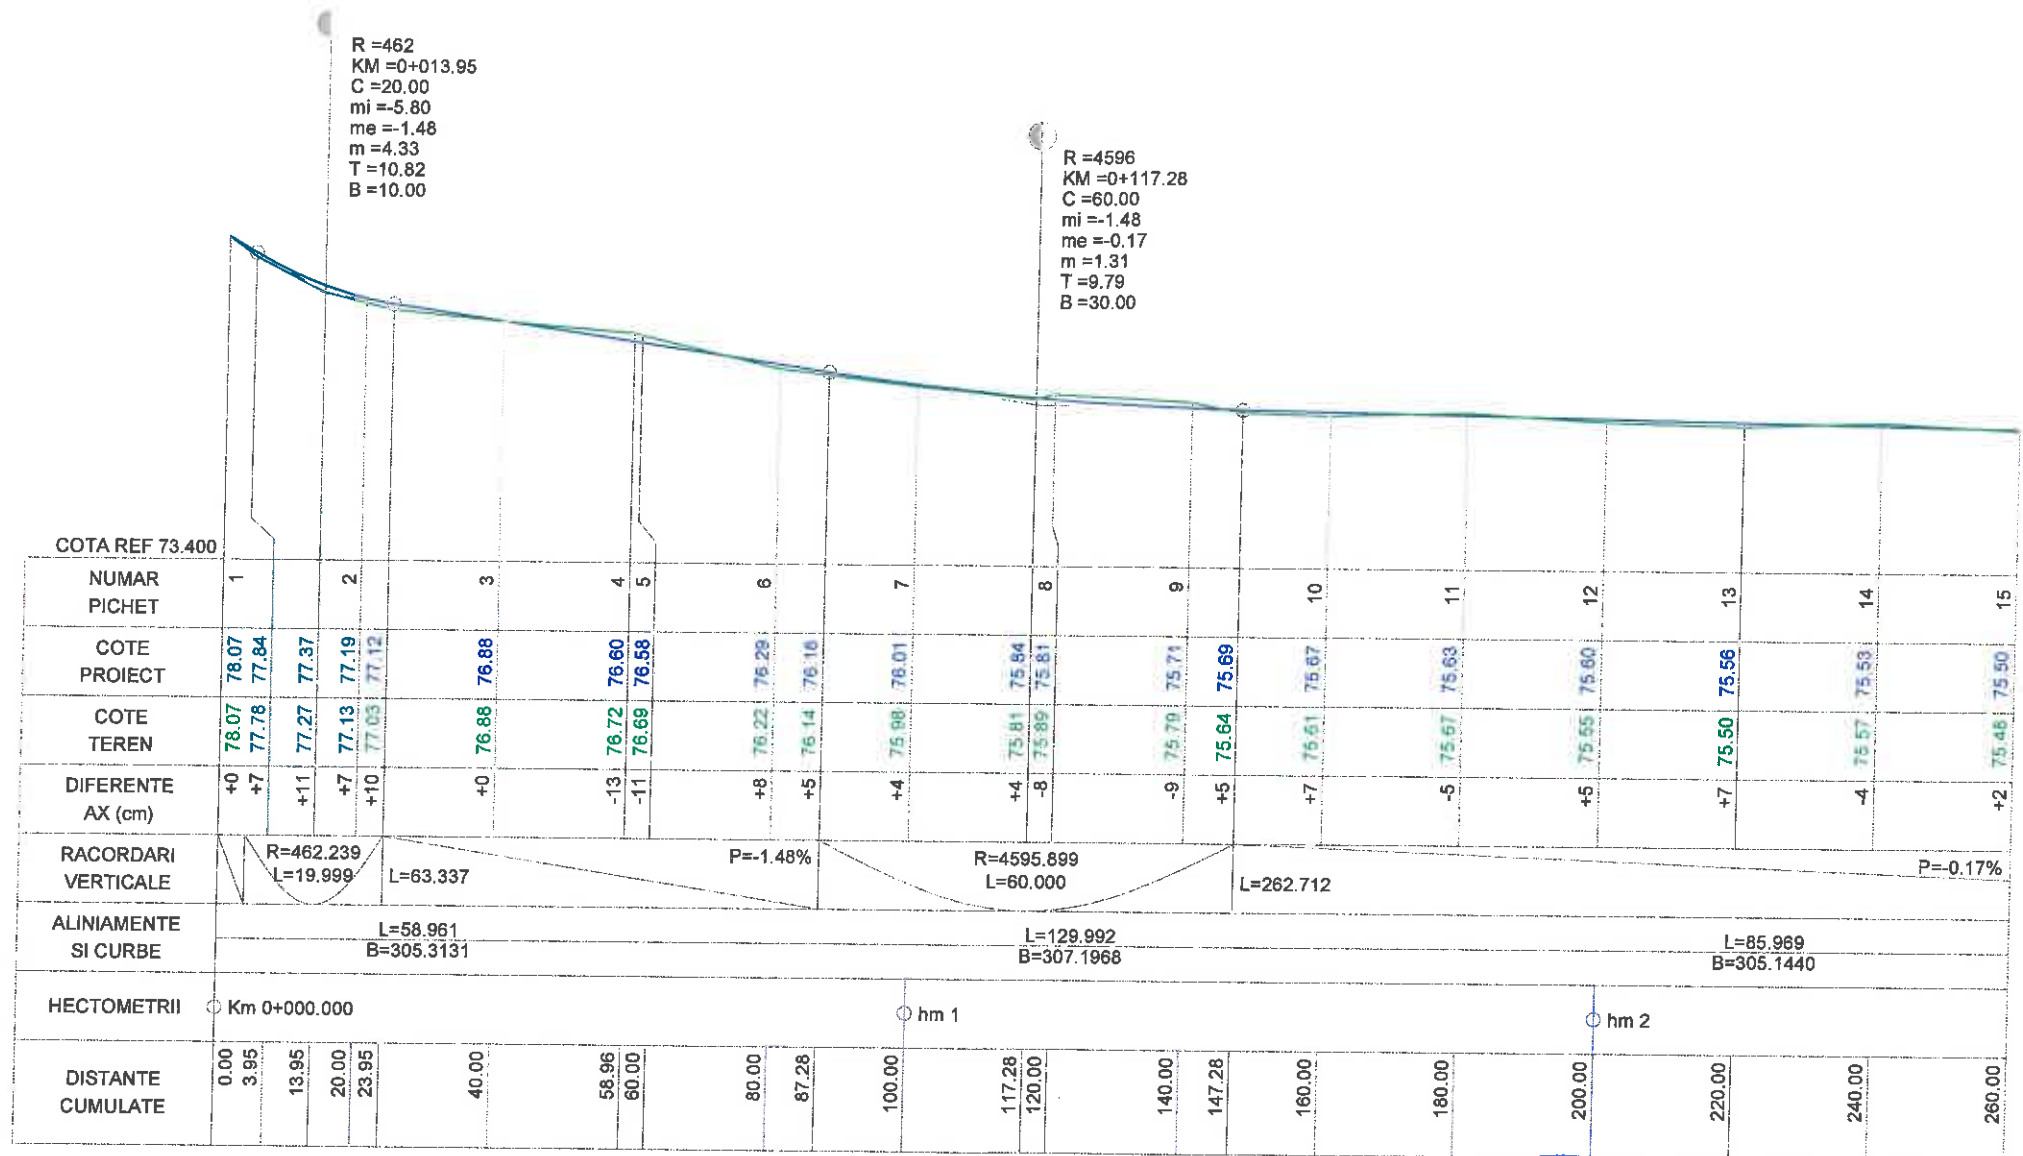 R =462
KM =0+013.95
C =20.00
mi =-5.80
me =-1.48
m =4.33
T =10.82
B =10.00
R =4596
KM =0+117.28
C =60.00
mi =-1.48
me =-0.17
m =1.31
T =9.79
B =30.00
COTA REF 73.400
NUMAR
PICHET
1 2 3 4 5 6 7 8 9 10 11 12 13 14 15
COTE
PROIECT
78.07 77.84 77.37 77.19 77.12 76.88 76.60 76.58 76.29 76.18 76.01 75.84 75.81 75.71 75.69 75.67 75.63 75.60 75.56 75.53 75.50
COTE
TEREN
78.07 77.78 77.27 77.13 77.03 76.88 76.72 76.69 76.22 76.14 75.98 75.81 75.89 75.79 75.64 75.61 75.67 75.55 75.50 75.57 75.48
DIFERENTE
AX (cm)
+0 +7 +11 +7 +10 +0 -13 -11 +8 +5 +4 +4 -8 -9 +5 +7 -5 +5 +7 -4 +2
RACORDARI
VERTICALE
R=462.239
L=19.999
L=63.337
P=-1.48%
R=4595.899
L=60.000
L=262.712
P=-0.17%
ALINIAMENTE
SI CURBE
L=58.961
B=305.3131
L=129.992
B=307.1968
L=85.969
B=305.1440
HECTOMETRII
Km 0+000.000
hm 1
hm 2
DISTANTE
CUMULATE
0.00 3.95 13.95 20.00 23.95 40.00 58.96 60.00 80.00 87.28 100.00 117.28 120.00 140.00 147.28 160.00 180.00 200.00 220.00 240.00 260.00